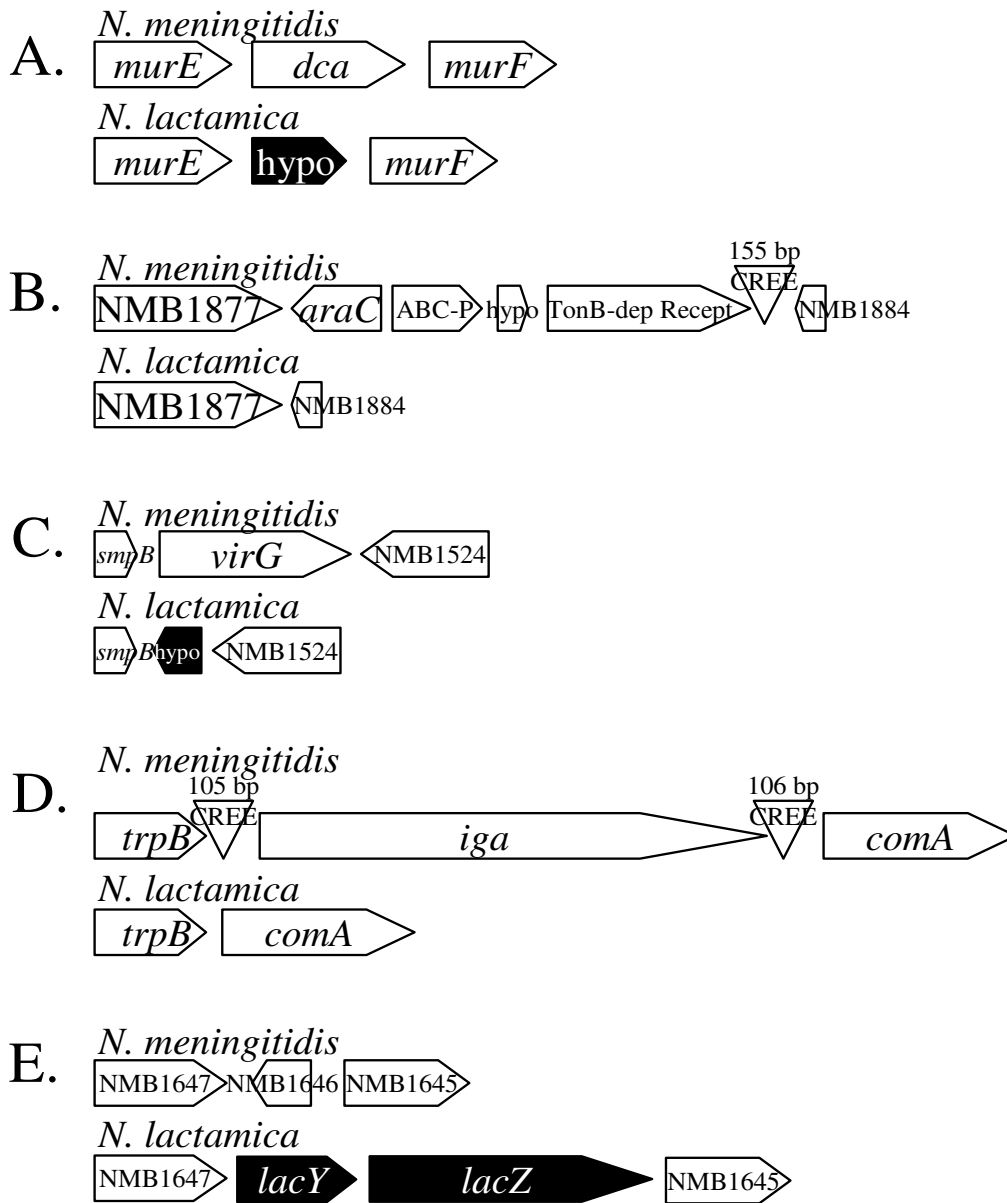 N. meningitidis
A. murE dca murF
N. lactamica
murE hypo murF
155 bp
N. meningitidis
B. NMB1877 araC ABC-P hypo TonB-dep Recept CREE NMB1884
N. lactamica
NMB1877 NMB1884
N. meningitidis
C. smpB virG NMB1524
N. lactamica
smpB hypo NMB1524
N. meningitidis
105 bp 106 bp
D. CREE CREE
trpB iga comA
N. lactamica
trpB comA
N. meningitidis
E. NMB1647 NMB1646 NMB1645
N. lactamica
NMB1647 lacY lacZ NMB1645